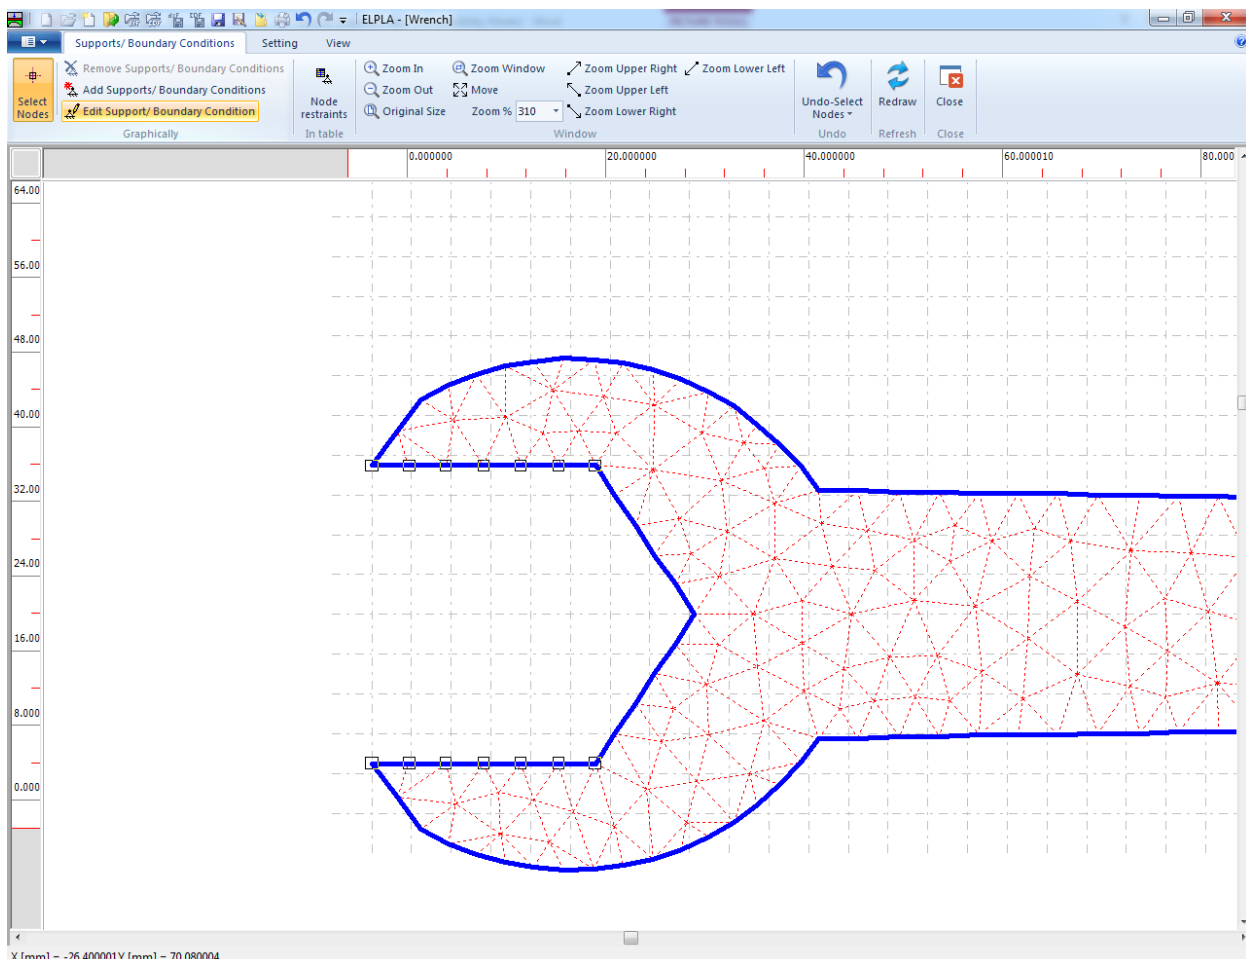 ELPLA - [Wrench]
Supports/ Boundary Conditions Setting View
Select Nodes
Remove Supports/ Boundary Conditions
Add Supports/ Boundary Conditions
Edit Support/ Boundary Condition
Graphically
Node restraints
In table
Zoom In Zoom Window Zoom Upper Right Zoom Lower Left
Zoom Out Move Zoom Upper Left
Original Size Zoom % 310 Zoom Lower Right
Window
Undo-Select Nodes
Undo
Redraw
Refresh
Close
Close
0.000000 20.000000 40.000000 60.000010 80.000
64.00
56.00
48.00
40.00
32.00
24.00
16.00
8.000
0.000
X [mm] = -26.400001 Y [mm] = 70.080004